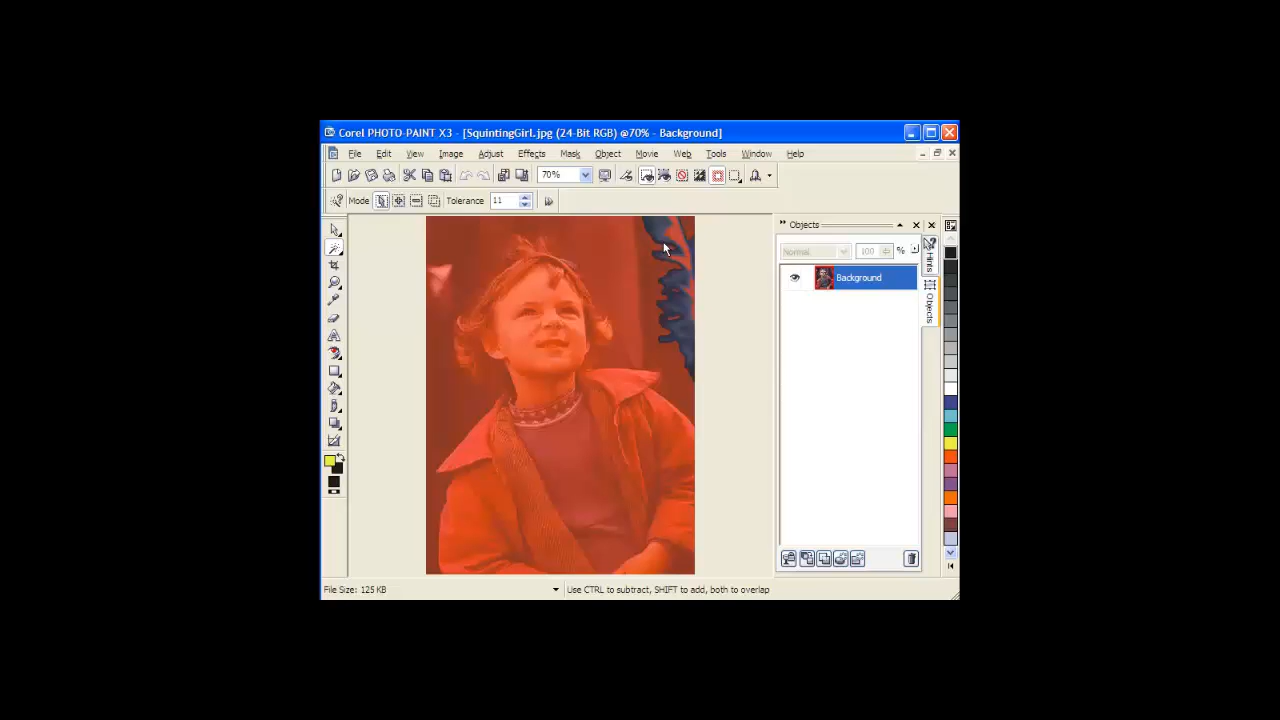 Corel PHOTO-PAINT X3 - [SquintingGirl.jpg (24-Bit RGB) @70% - Background]
File Edit View Image Adjust Effects Mask Object Movie Web Tools Window Help
70%
Mode Tolerance 11
Objects
Normal 100 %
Background
Hints
Objects
File Size: 125 KB Use CTRL to subtract, SHIFT to add, both to overlap